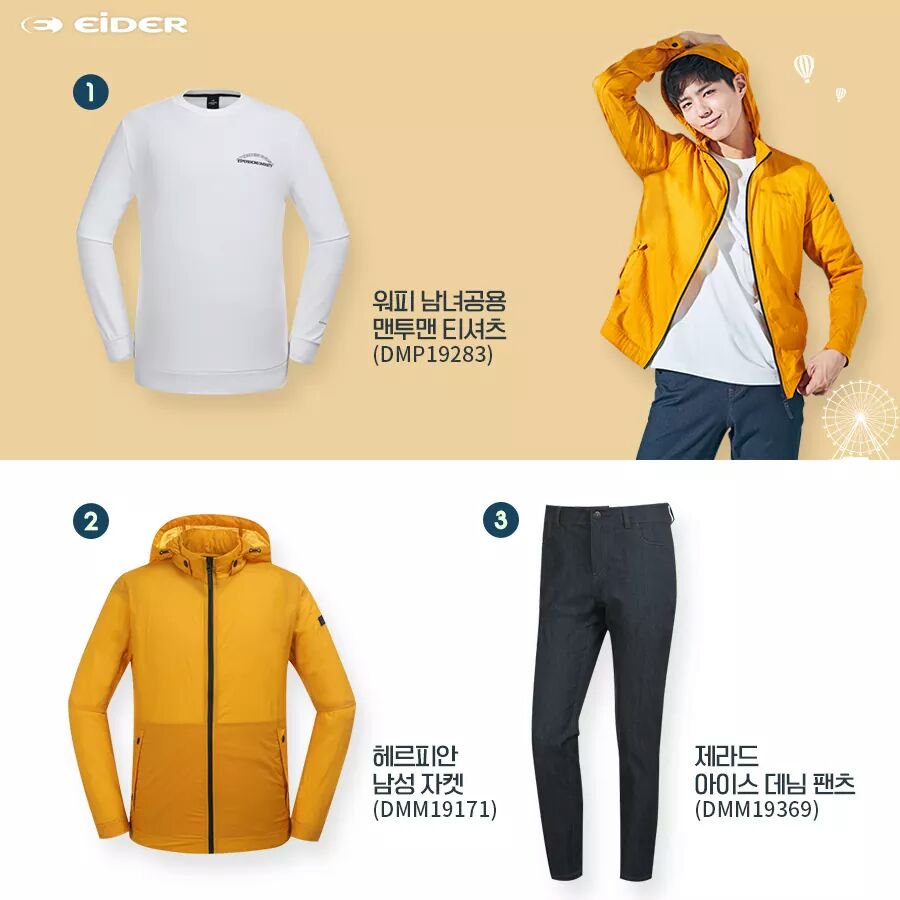 EiDER
1
워피 남녀공용
맨투맨 티셔츠
(DMP19283)
2
헤르피안
남성 자켓
(DMM19171)
3
제라드
아이스 데님 팬츠
(DMM19369)